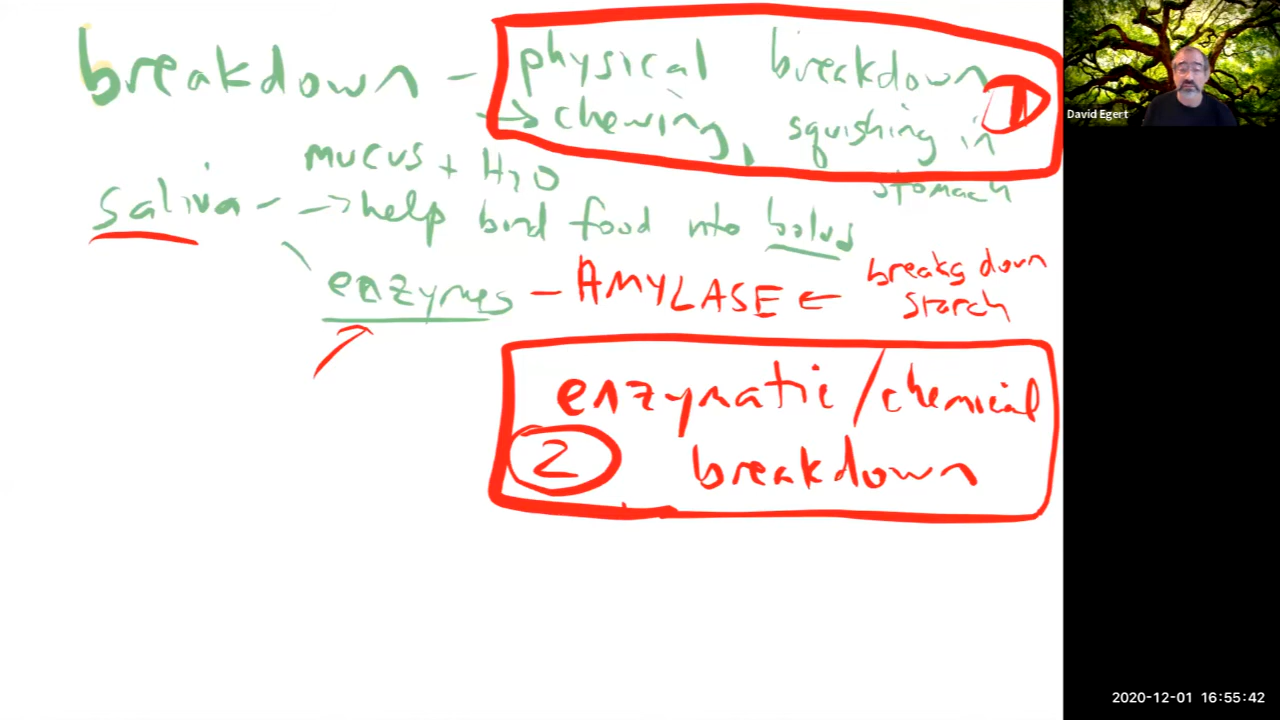 breakdown - physical breakdown 1
→ chewing, squishing in
stomach
mucus + H2O
saliva - → help bind food into bolus
enzymes - AMYLASE ← breaks down
starch
enzymatic/chemical
2 breakdown
David Egert
2020-12-01 16:55:42